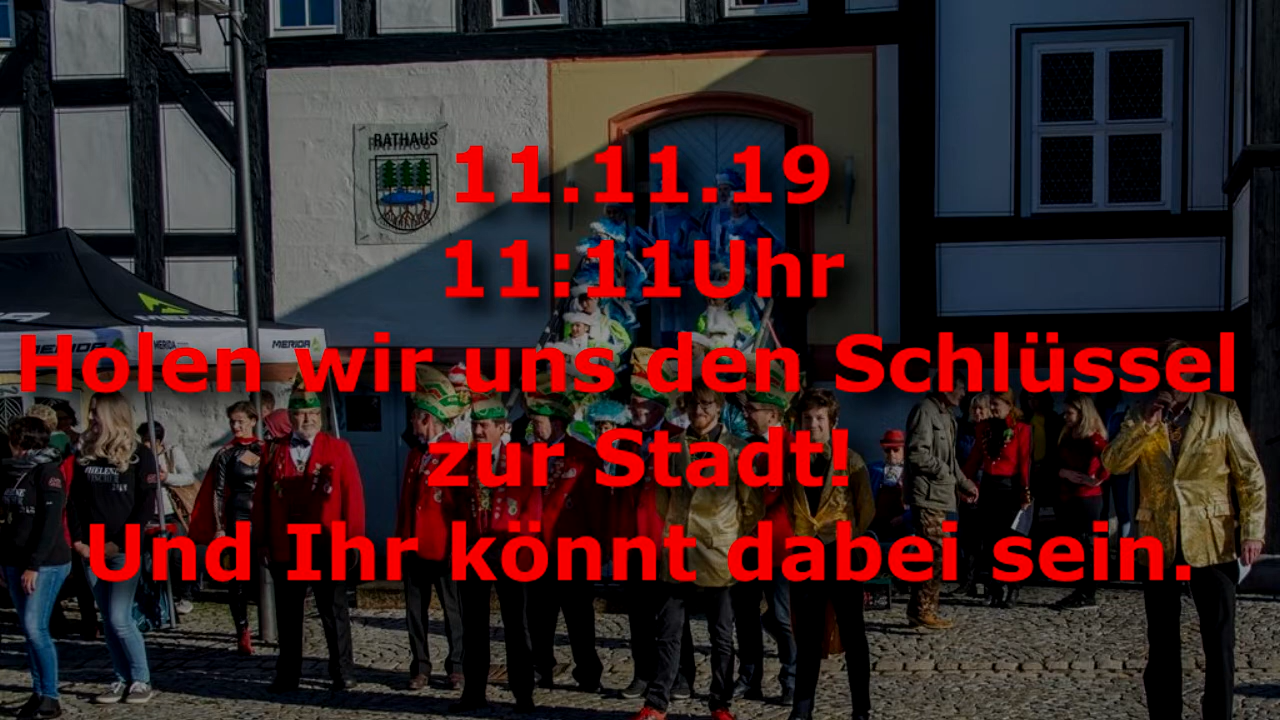 RATHAUS
11.11.19
11:11Uhr
Holen wir uns den Schlüssel
zur Stadt!
Und Ihr könnt dabei sein.
MERIDA
MERIDA
MERIDA